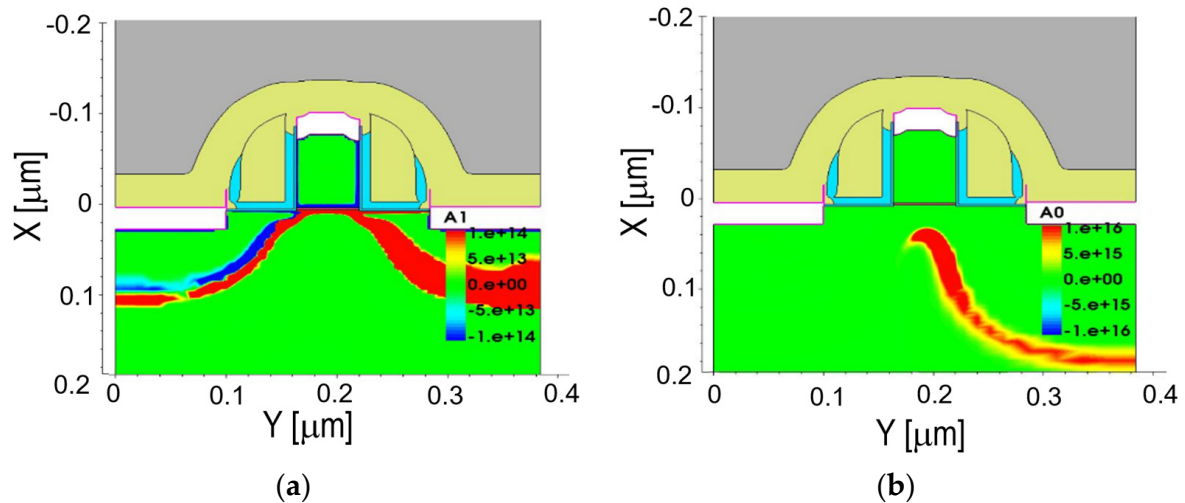 -0.2
-0.1
0
0.1
0.2
X [μm]
0
0.1
0.2
0.3
0.4
Y [μm]
A1
1.e+14
5.e+13
0.e+00
-5.e+13
-1.e+14
(a)
-0.2
-0.1
0
0.1
0.2
X [μm]
0
0.1
0.2
0.3
0.4
Y [μm]
A0
1.e+16
5.e+15
0.e+00
-5.e+15
-1.e+16
(b)